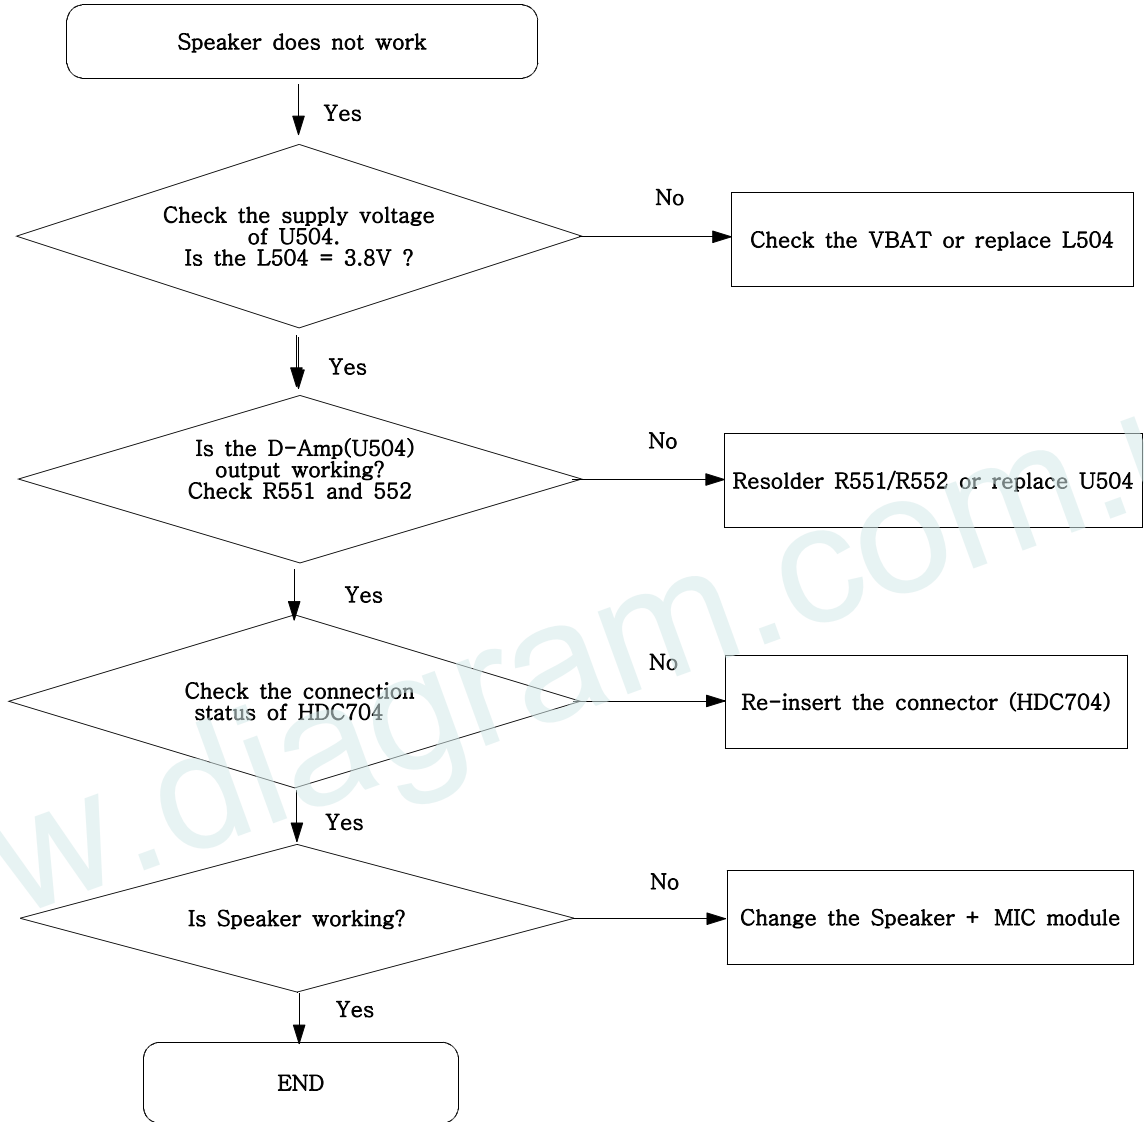 Speaker does not work
Yes
Check the supply voltage
of U504.
Is the L504 = 3.8V ?
No
Check the VBAT or replace L504
Yes
Is the D-Amp(U504)
output working?
Check R551 and 552
No
Resolder R551/R552 or replace U504
Yes
Check the connection
status of HDC704
No
Re-insert the connector (HDC704)
Yes
Is Speaker working?
No
Change the Speaker + MIC module
Yes
END
w.diagram.com.